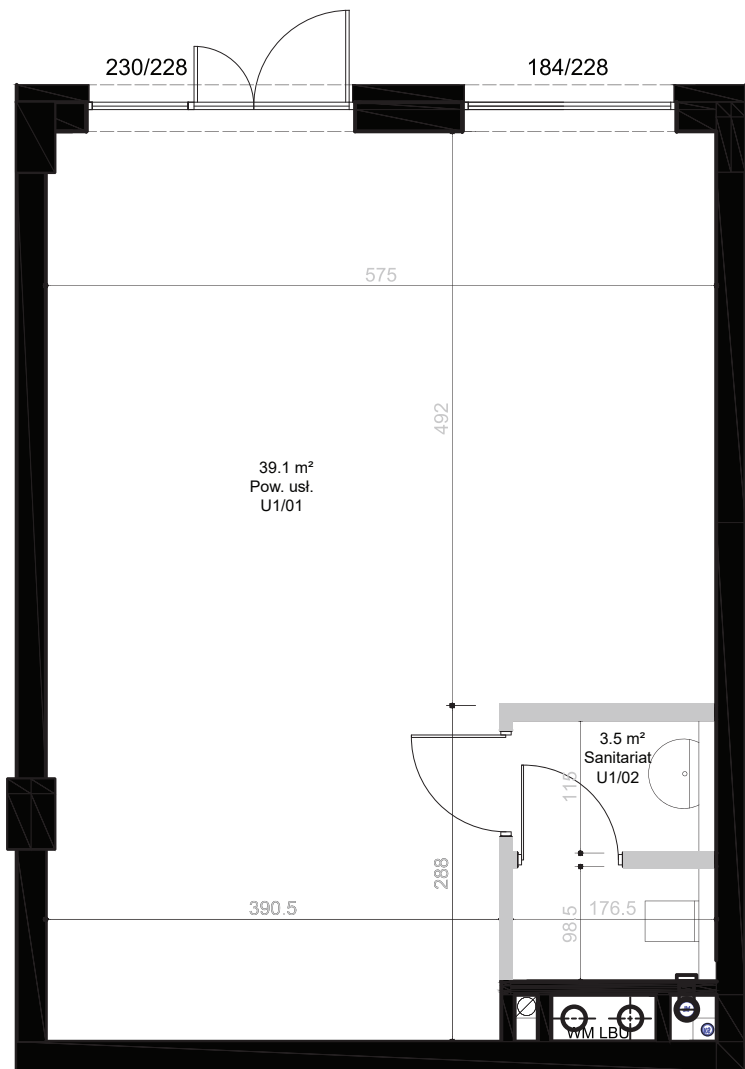 230/228
184/228
575
492
39.1 m²
Pow. usł.
U1/01
3.5 m²
Sanitariat
U1/02
115
288
390.5
98.5
176.5
WM LBU